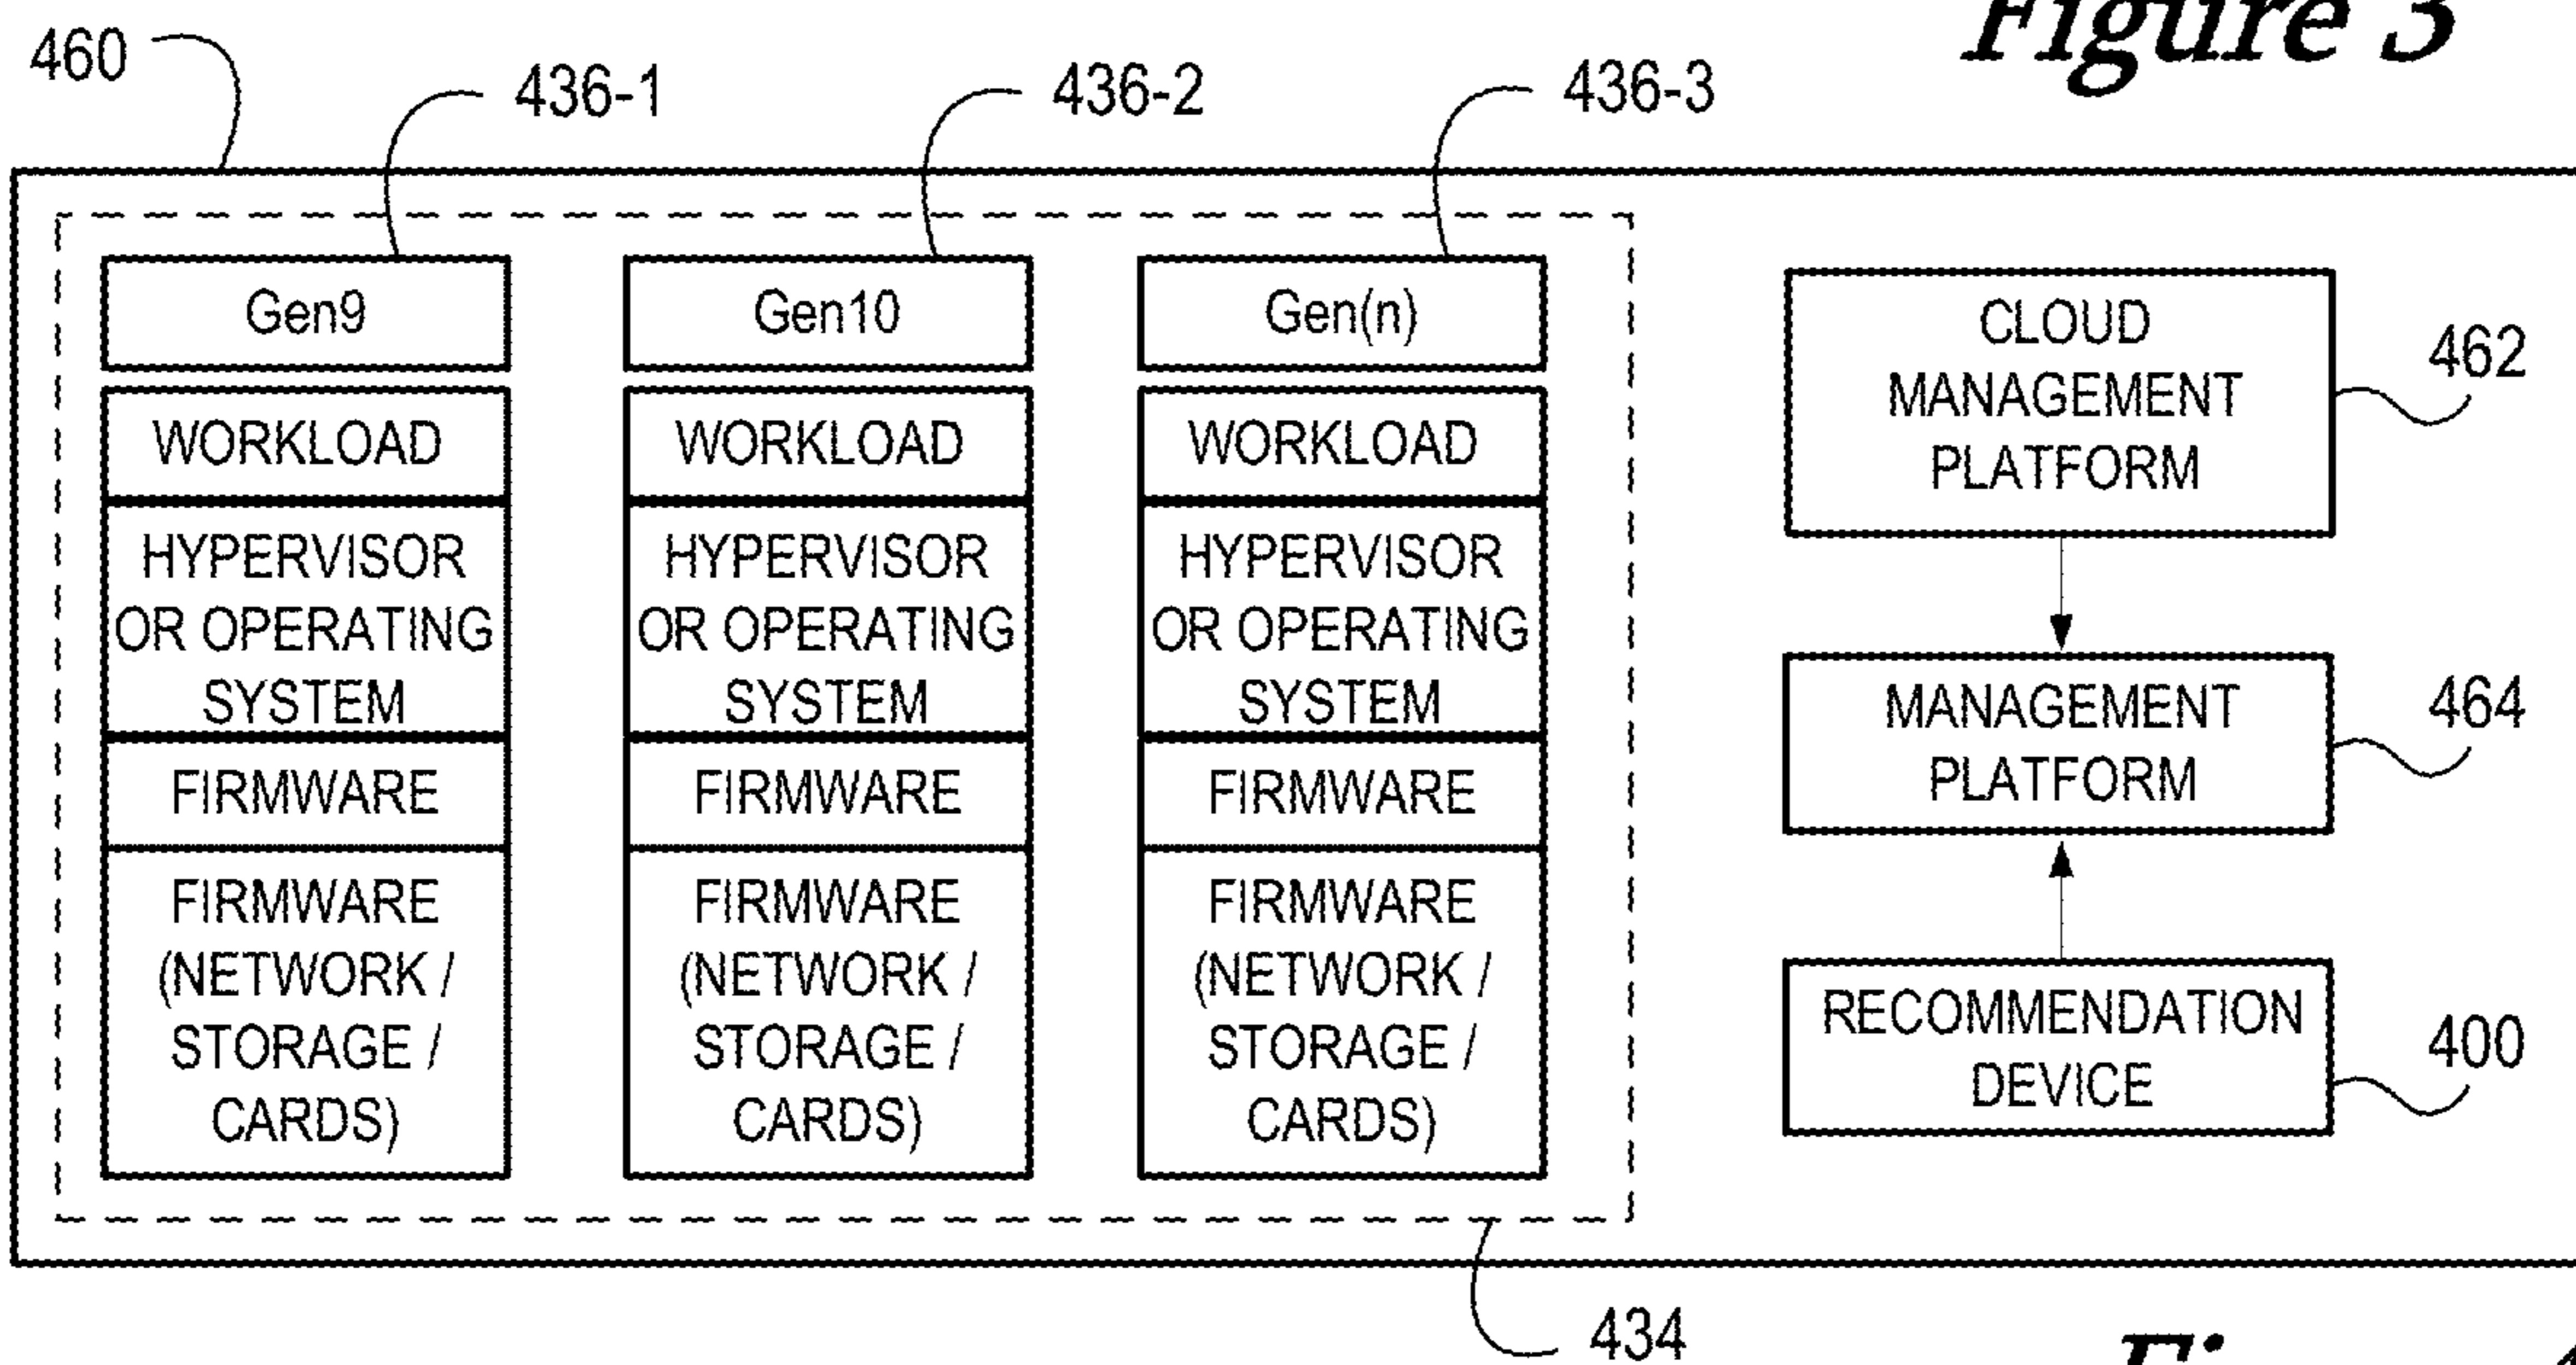 Figure 3
460
436-1
436-2
436-3
Gen9
WORKLOAD
HYPERVISOR
OR OPERATING
SYSTEM
FIRMWARE
FIRMWARE
(NETWORK /
STORAGE /
CARDS)
Gen10
WORKLOAD
HYPERVISOR
OR OPERATING
SYSTEM
FIRMWARE
FIRMWARE
(NETWORK /
STORAGE /
CARDS)
Gen(n)
WORKLOAD
HYPERVISOR
OR OPERATING
SYSTEM
FIRMWARE
FIRMWARE
(NETWORK /
STORAGE /
CARDS)
CLOUD
MANAGEMENT
PLATFORM
462
MANAGEMENT
PLATFORM
464
RECOMMENDATION
DEVICE
400
434